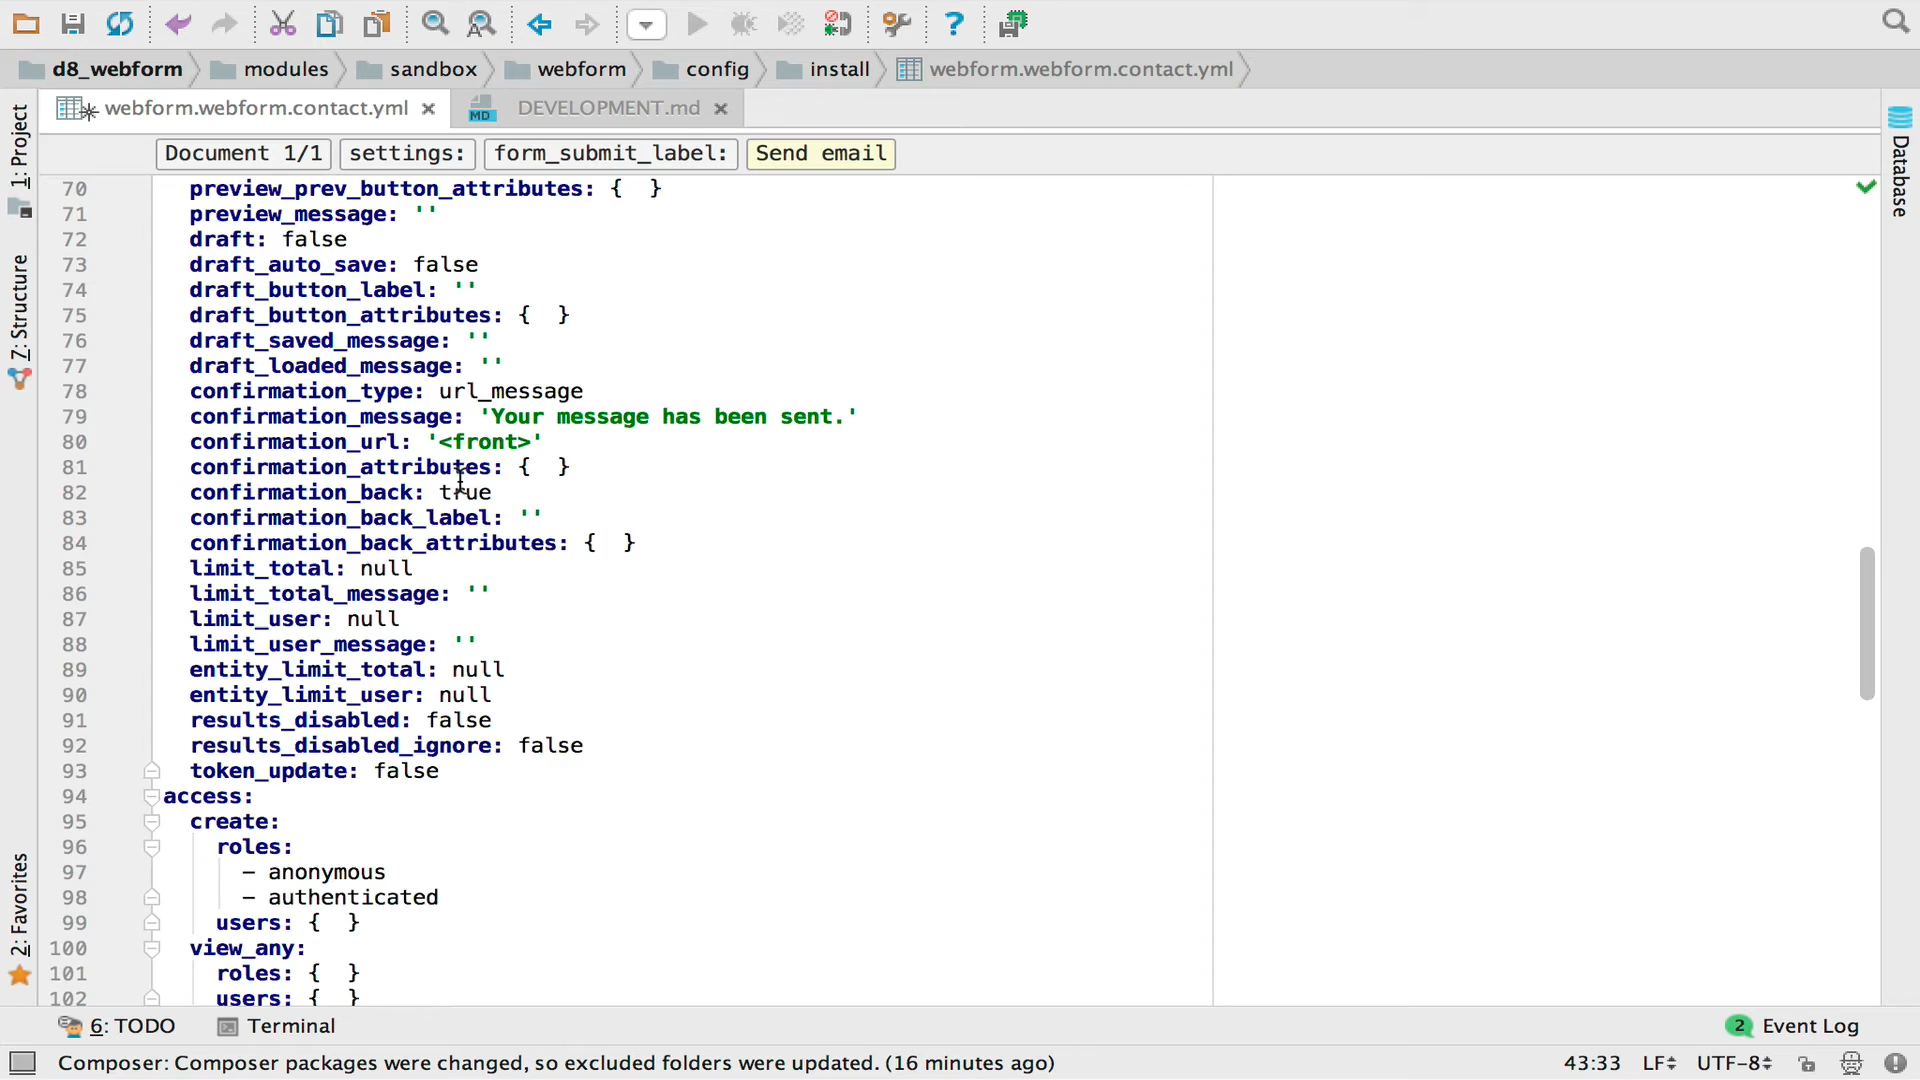 d8_webform modules sandbox webform config install webform.webform.contact.yml
webform.webform.contact.yml DEVELOPMENT.md
Document 1/1 settings: form_submit_label: Send email
70 preview_prev_button_attributes: { }
71 preview_message: ''
72 draft: false
73 draft_auto_save: false
74 draft_button_label: ''
75 draft_button_attributes: { }
76 draft_saved_message: ''
77 draft_loaded_message: ''
78 confirmation_type: url_message
79 confirmation_message: 'Your message has been sent.'
80 confirmation_url: '<front>'
81 confirmation_attributes: { }
82 confirmation_back: true
83 confirmation_back_label: ''
84 confirmation_back_attributes: { }
85 limit_total: null
86 limit_total_message: ''
87 limit_user: null
88 limit_user_message: ''
89 entity_limit_total: null
90 entity_limit_user: null
91 results_disabled: false
92 results_disabled_ignore: false
93 token_update: false
94 access:
95 create:
96 roles:
97 - anonymous
98 - authenticated
99 users: { }
100 view_any:
101 roles: { }
102 users: { }
1: Project
7: Structure
2: Favorites
Database
MD
6: TODO Terminal 2 Event Log
Composer: Composer packages were changed, so excluded folders were updated. (16 minutes ago) 43:33 LF UTF-8